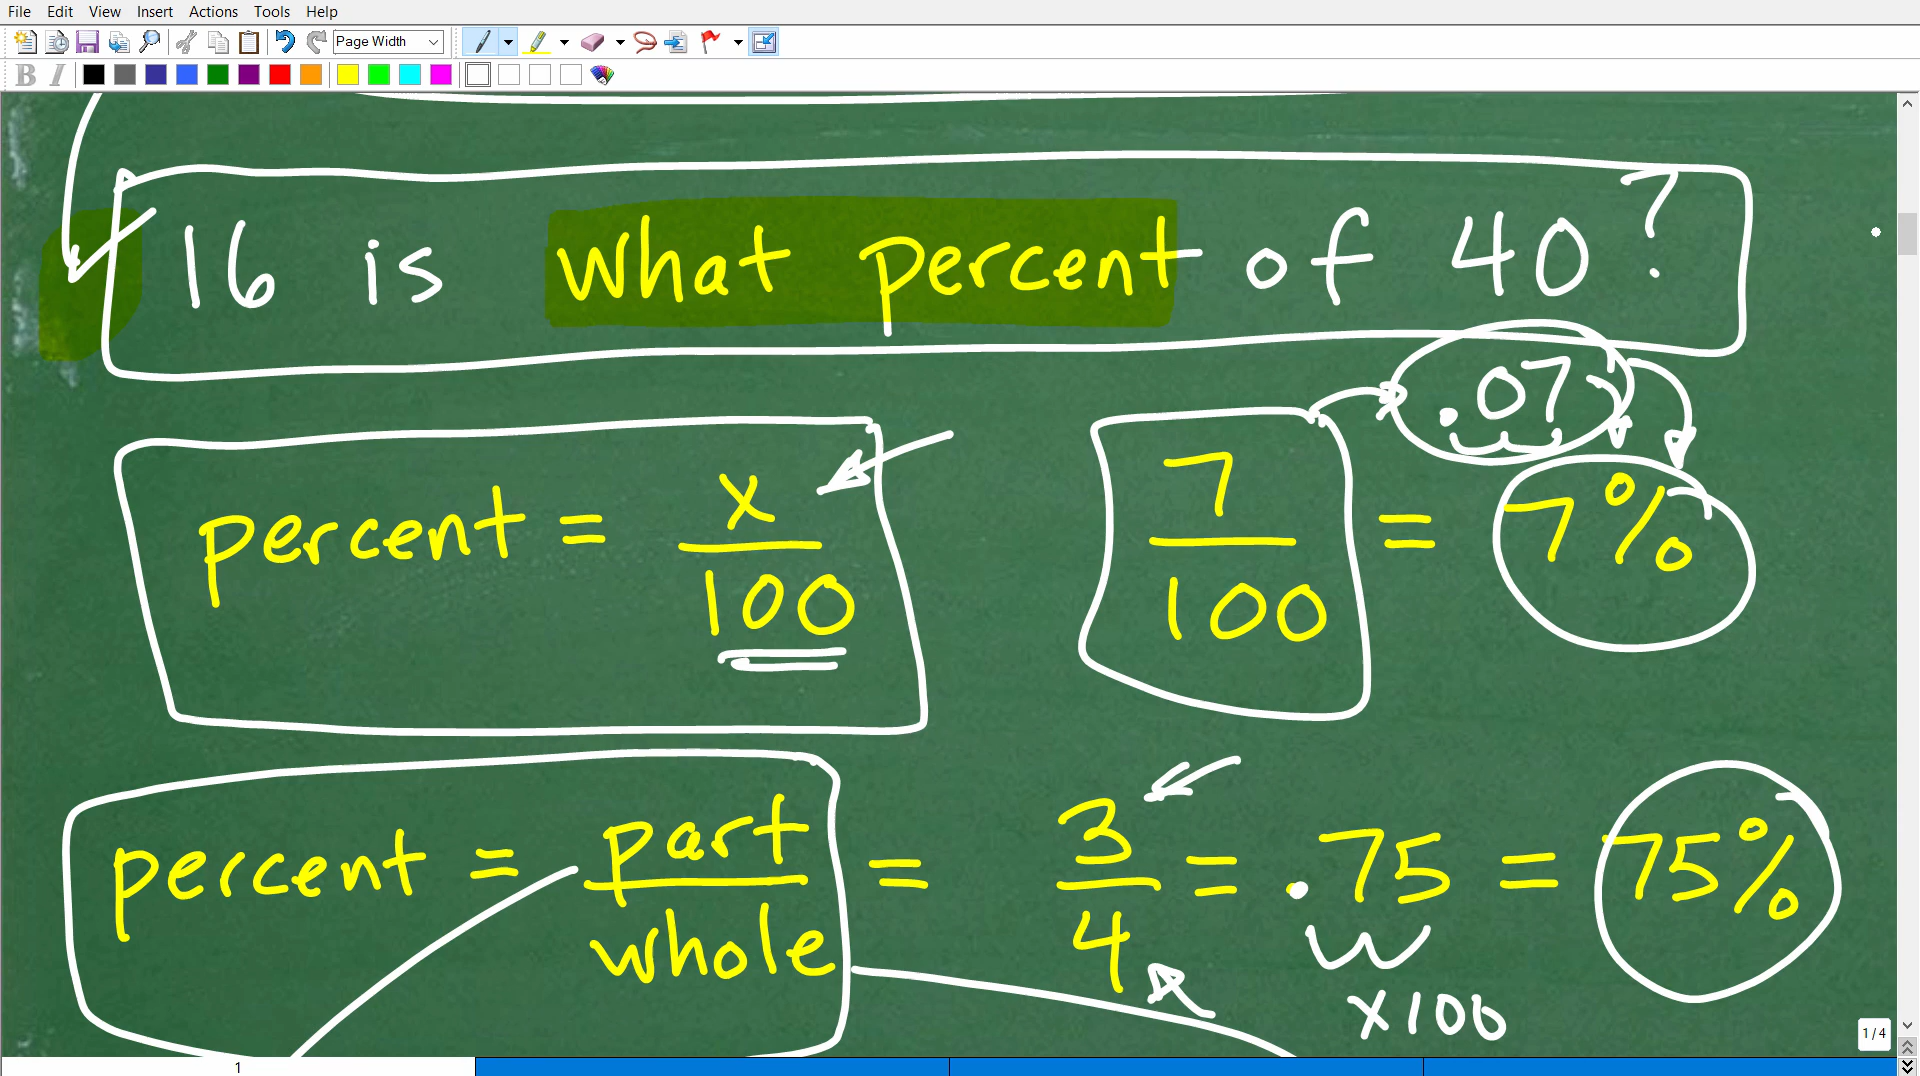 File Edit View Insert Actions Tools Help
Page Width
B I
16 is what percent of 40?
.07
percent = x/100
7/100 = 7%
percent = part/whole = 3/4 = .75 = 75%
x100
1 / 4
1